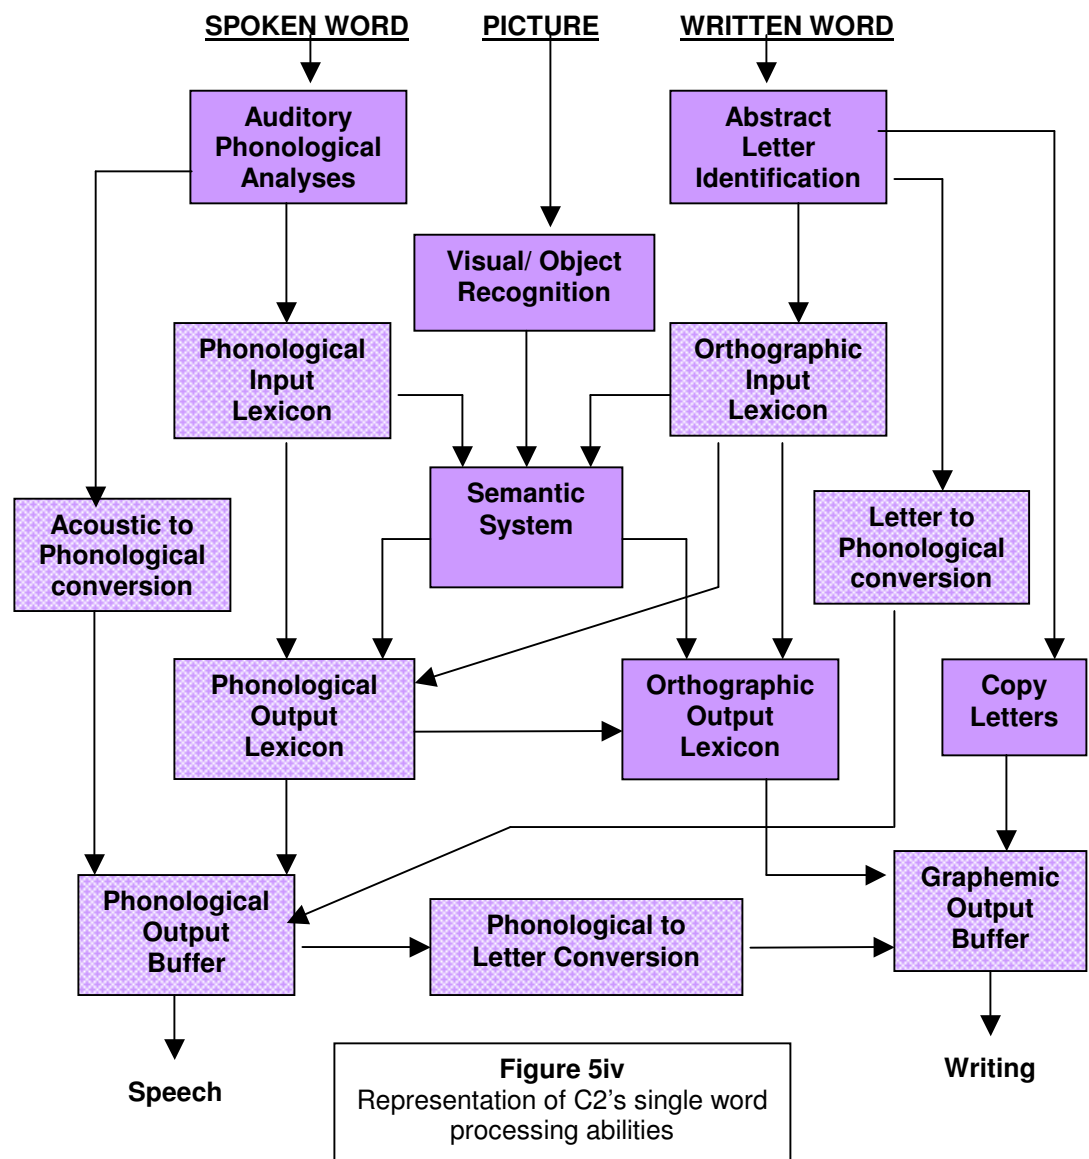 SPOKEN WORD PICTURE WRITTEN WORD
Auditory
Phonological
Analyses
Abstract
Letter
Identification
Visual/ Object
Recognition
Phonological
Input
Lexicon
Orthographic
Input
Lexicon
Semantic
System
Acoustic to
Phonological
conversion
Letter to
Phonological
conversion
Phonological
Output
Lexicon
Orthographic
Output
Lexicon
Copy
Letters
Phonological
Output
Buffer
Phonological to
Letter Conversion
Graphemic
Output
Buffer
Speech
Writing
Figure 5iv
Representation of C2's single word
processing abilities